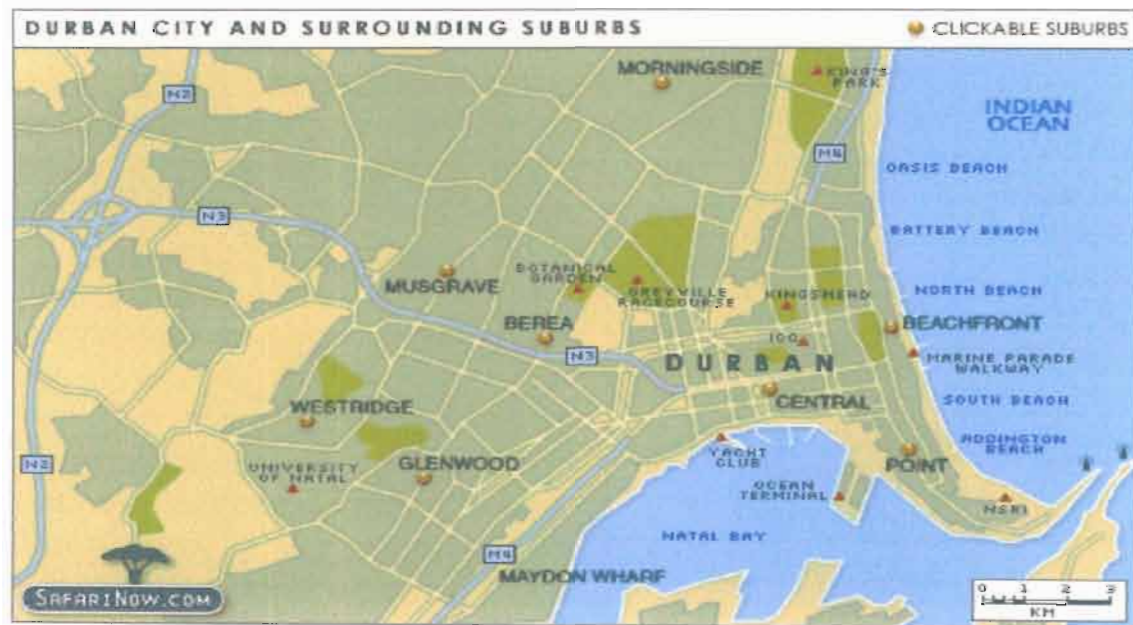 DURBAN CITY AND SURROUNDING SUBURBS
CLICKABLE SUBURBS
N2
MORNINGSIDE
KING'S
PARK
INDIAN
OCEAN
M4
OASIS BEACH
N3
BATTERY BEACH
MUSGRAVE
BOTANICAL
GARDEN
GREYVILLE
RACECOURSE
KINGSMEAD
NORTH BEACH
BEREA
BEACHFRONT
N3
ICC
DURBAN
MARINE PARADE
WALKWAY
WESTRIDGE
CENTRAL
SOUTH BEACH
N2
UNIVERSITY
OF NATAL
GLENWOOD
YACHT
CLUB
POINT
ADDINGTON
BEACH
OCEAN
TERMINAL
NSRI
NATAL BAY
M4
MAYDON WHARF
SAFARINOW.COM
0 1 2 3
KM